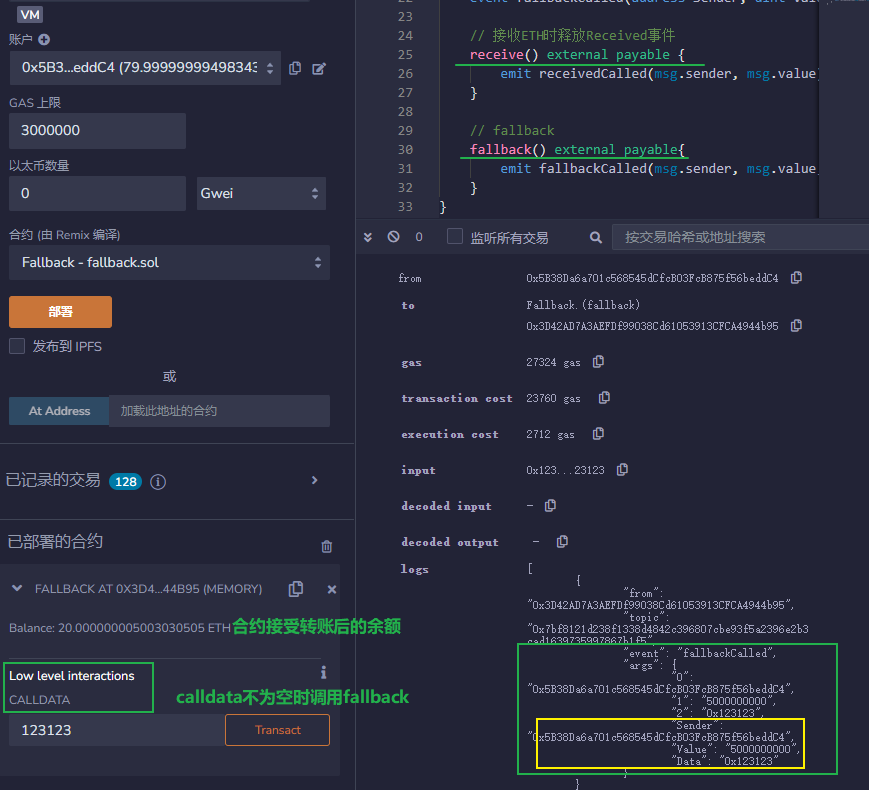 VM
账户
0x5B3...eddC4 (79.99999999498343
GAS 上限
3000000
以太币数量
0
Gwei
合约 (由 Remix 编译)
Fallback - fallback.sol
部署
发布到 IPFS
或
At Address
加载此地址的合约
已记录的交易 128
已部署的合约
FALLBACK AT 0X3D4...44B95 (MEMORY)
Balance: 20.000000005003030505 ETH
合约接受转账后的余额
Low level interactions
CALLDATA
calldata不为空时调用fallback
123123
Transact
23
24 // 接收ETH时释放Received事件
25 receive() external payable {
26 emit receivedCalled(msg.sender, msg.value
27 }
28
29 // fallback
30 fallback() external payable{
31 emit fallbackCalled(msg.sender, msg.value
32 }
33 }
0
监听所有交易
按交易哈希或地址搜索
from 0x5B38Da6a701c568545dCfcB03FcB875f56beddC4
to Fallback.(fallback)
0x3D42AD7A3AEFDf99038Cd61053913CFCA4944b95
gas 27324 gas
transaction cost 23760 gas
execution cost 2712 gas
input 0x123...23123
decoded input -
decoded output -
logs [
{
"from":
"0x3D42AD7A3AEFDf99038Cd61053913CFCA4944b95",
"topic":
"event": "fallbackCalled",
"args": {
"0":
"0x5B38Da6a701c568545dCfcB03FcB875f56beddC4",
"1": "5000000000",
"2": "0x123123",
"Sender":
"0x5B38Da6a701c568545dCfcB03FcB875f56beddC4",
"Value": "5000000000",
"Data": "0x123123"
}
}